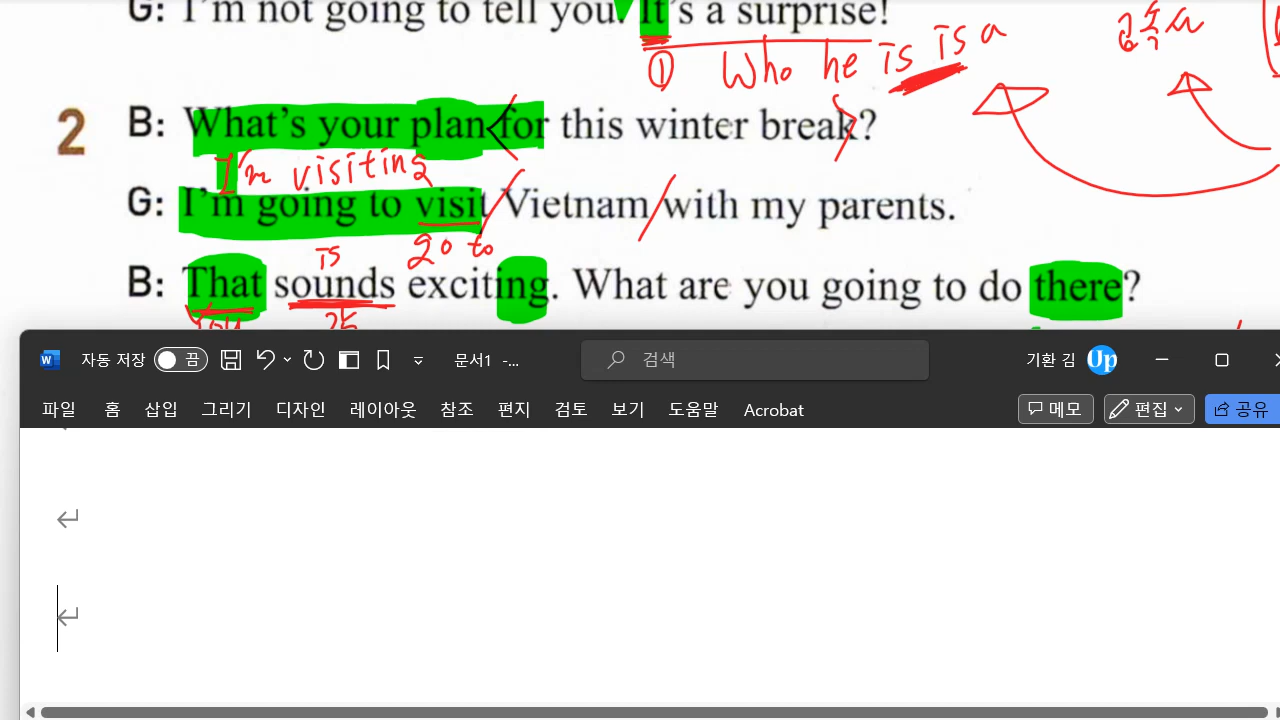 G: I'm not going to tell you. It's a surprise!
① Who he is is a 접속사
2 B: What's your plan for this winter break?
I'm visiting
G: I'm going to visit Vietnam with my parents.
is go to
B: That sounds exciting. What are you going to do there?
You
자동 저장 끔 문서1 -... 검색 기환 김 Up
파일 홈 삽입 그리기 디자인 레이아웃 참조 편지 검토 보기 도움말 Acrobat 메모 편집 공유